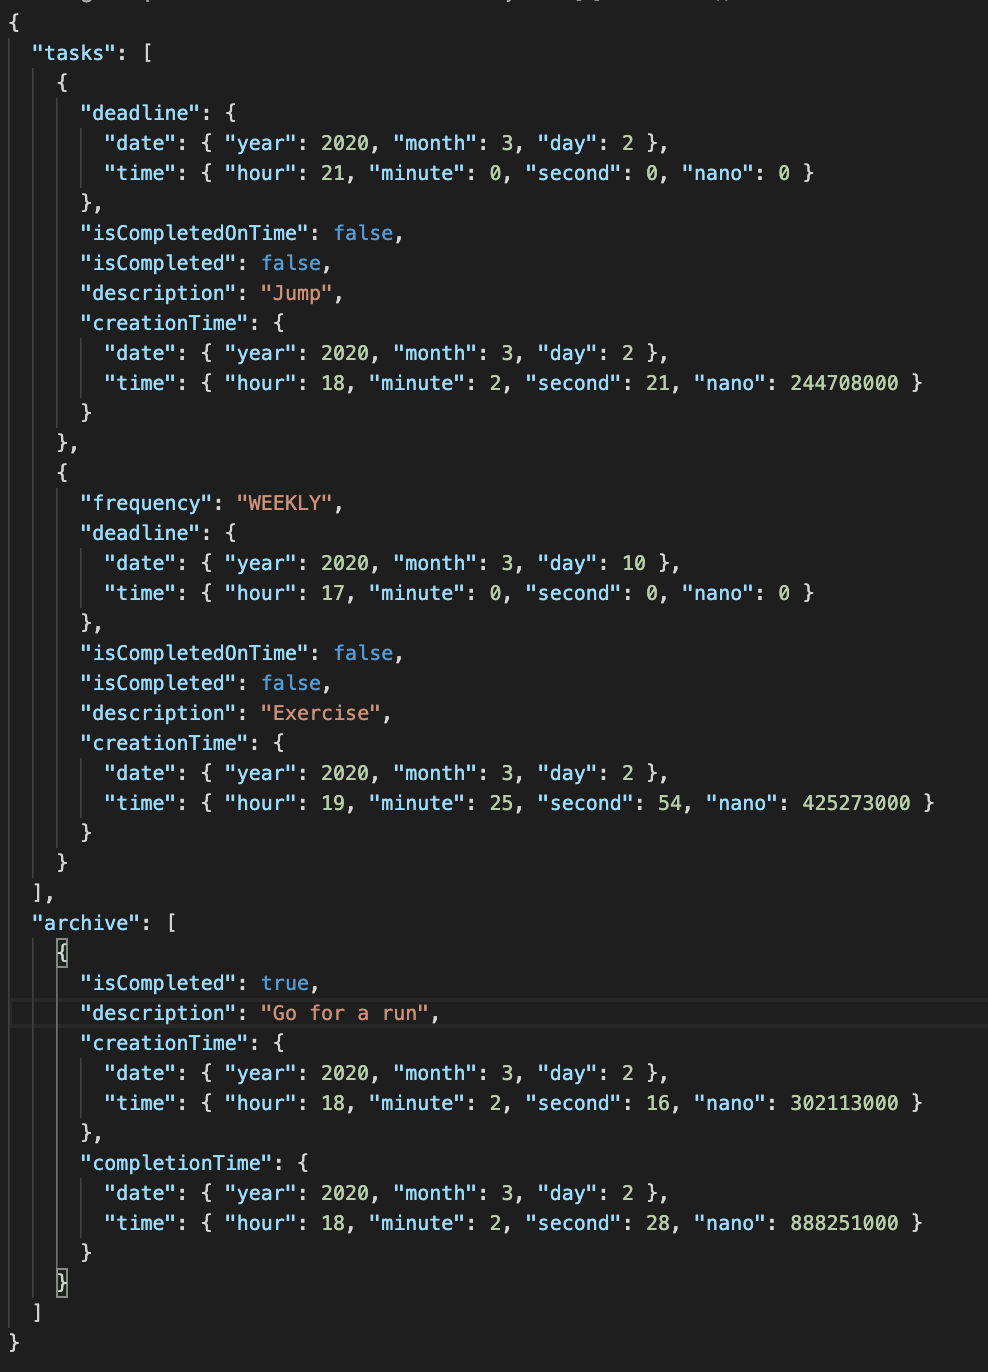 {
  "tasks": [
    {
      "deadline": {
        "date": { "year": 2020, "month": 3, "day": 2 },
        "time": { "hour": 21, "minute": 0, "second": 0, "nano": 0 }
      },
      "isCompletedOnTime": false,
      "isCompleted": false,
      "description": "Jump",
      "creationTime": {
        "date": { "year": 2020, "month": 3, "day": 2 },
        "time": { "hour": 18, "minute": 2, "second": 21, "nano": 244708000 }
      }
    },
    {
      "frequency": "WEEKLY",
      "deadline": {
        "date": { "year": 2020, "month": 3, "day": 10 },
        "time": { "hour": 17, "minute": 0, "second": 0, "nano": 0 }
      },
      "isCompletedOnTime": false,
      "isCompleted": false,
      "description": "Exercise",
      "creationTime": {
        "date": { "year": 2020, "month": 3, "day": 2 },
        "time": { "hour": 19, "minute": 25, "second": 54, "nano": 425273000 }
      }
    }
  ],
  "archive": [
    {
      "isCompleted": true,
      "description": "Go for a run",
      "creationTime": {
        "date": { "year": 2020, "month": 3, "day": 2 },
        "time": { "hour": 18, "minute": 2, "second": 16, "nano": 302113000 }
      },
      "completionTime": {
        "date": { "year": 2020, "month": 3, "day": 2 },
        "time": { "hour": 18, "minute": 2, "second": 28, "nano": 888251000 }
      }
    }
  ]
}